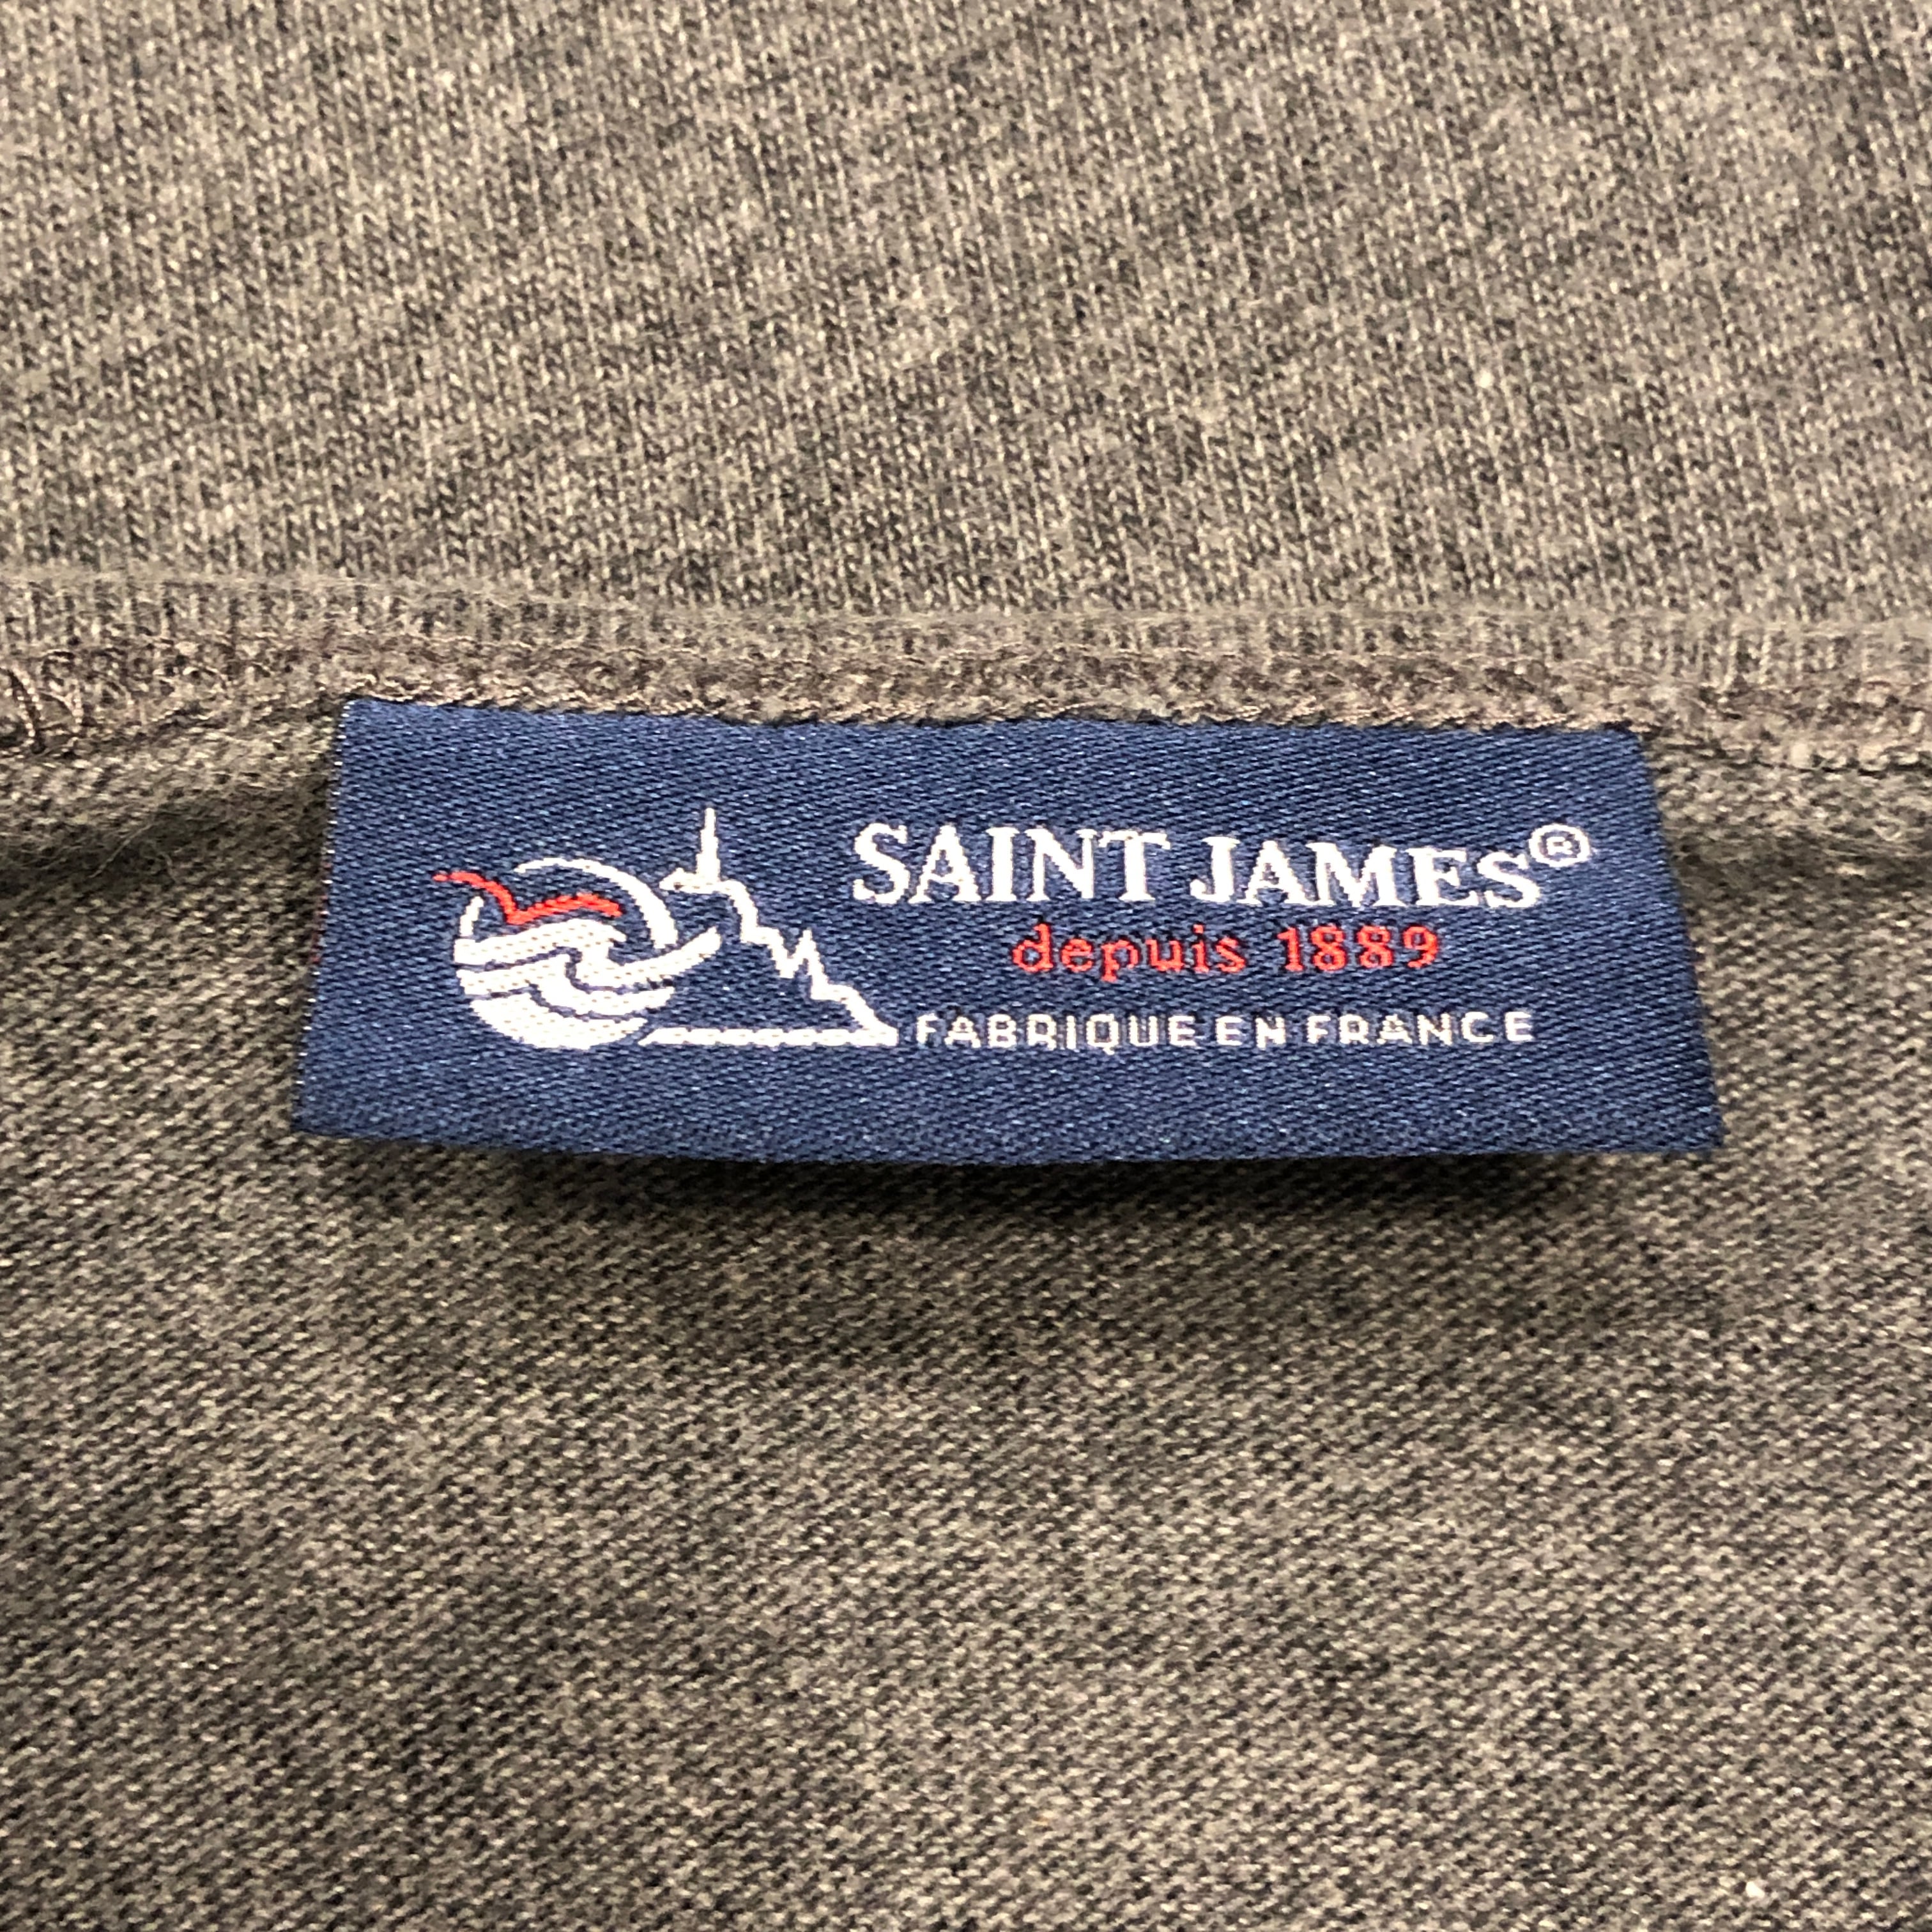 SAINT JAMES®
depuis 1889
FABRIQUE EN FRANCE